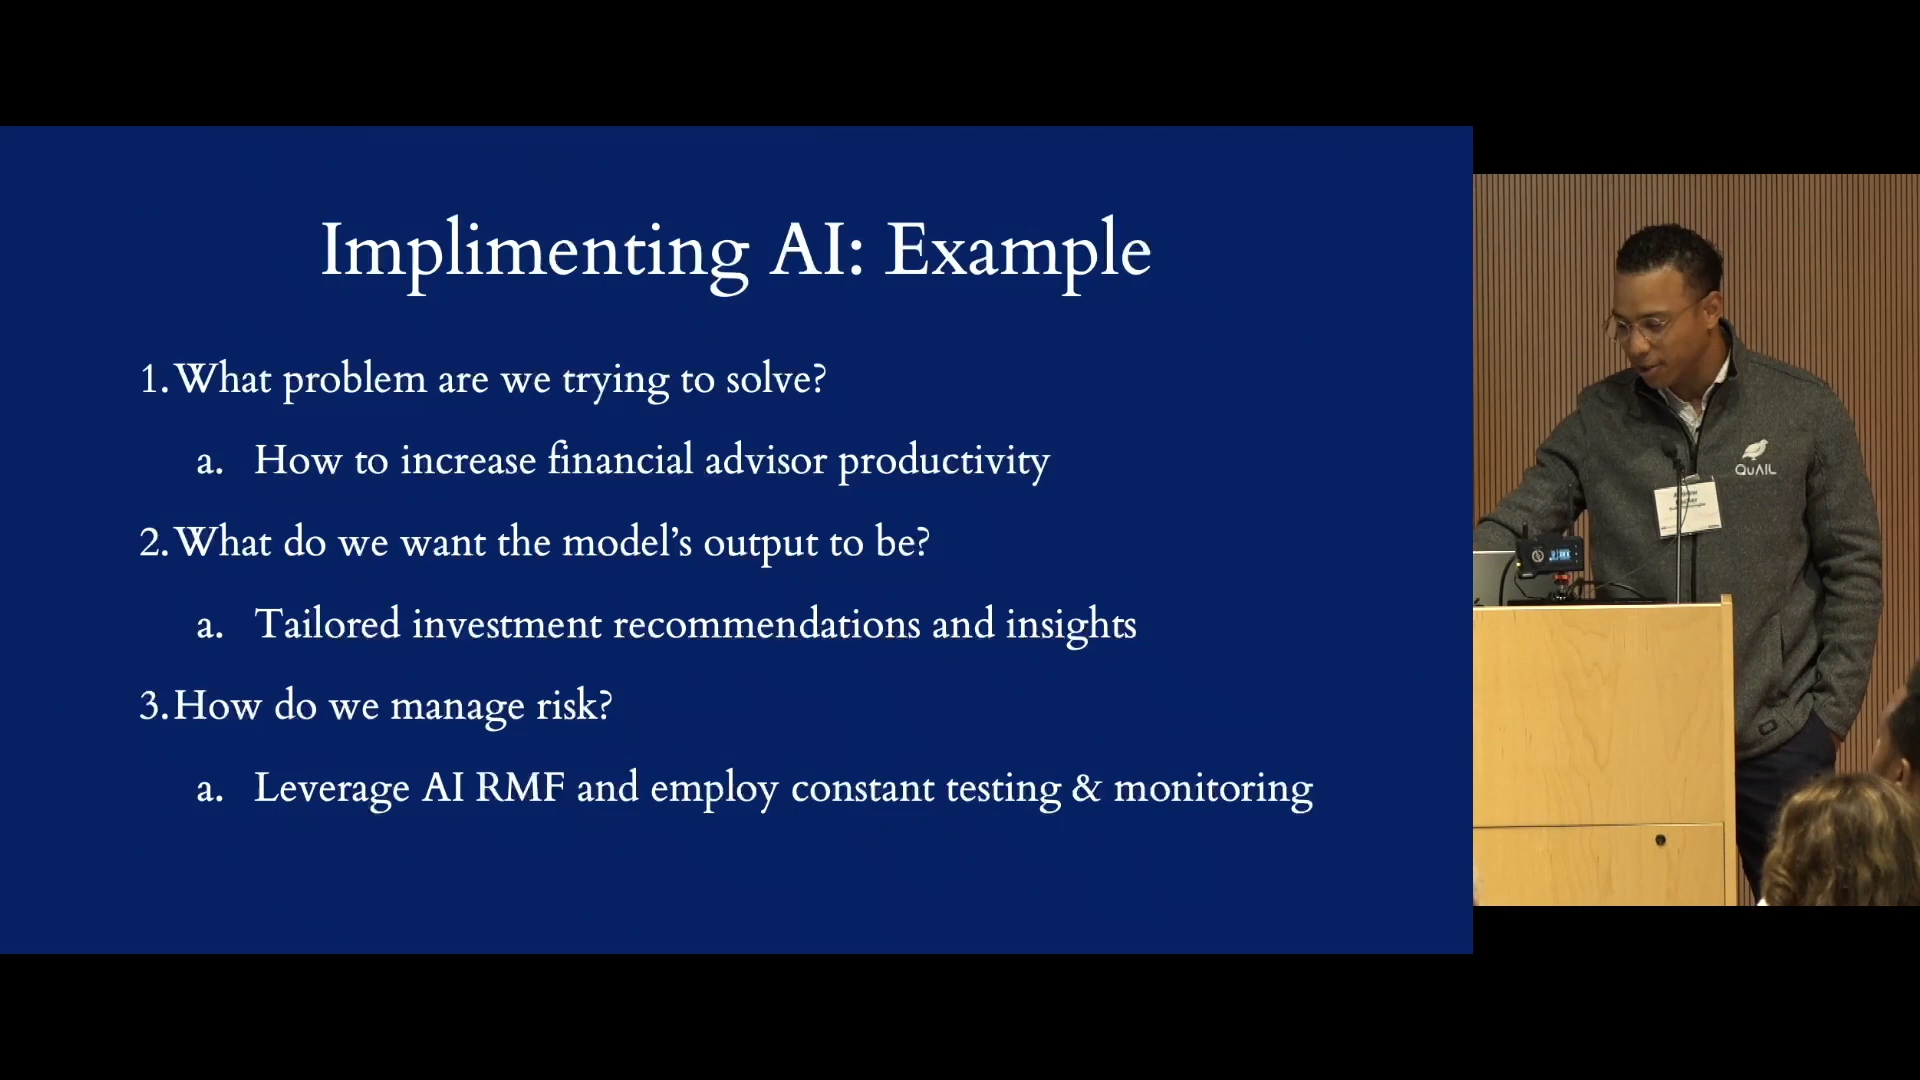 Implimenting AI: Example
1. What problem are we trying to solve?
a. How to increase financial advisor productivity
2. What do we want the model's output to be?
a. Tailored investment recommendations and insights
3. How do we manage risk?
a. Leverage AI RMF and employ constant testing & monitoring
QUAIL